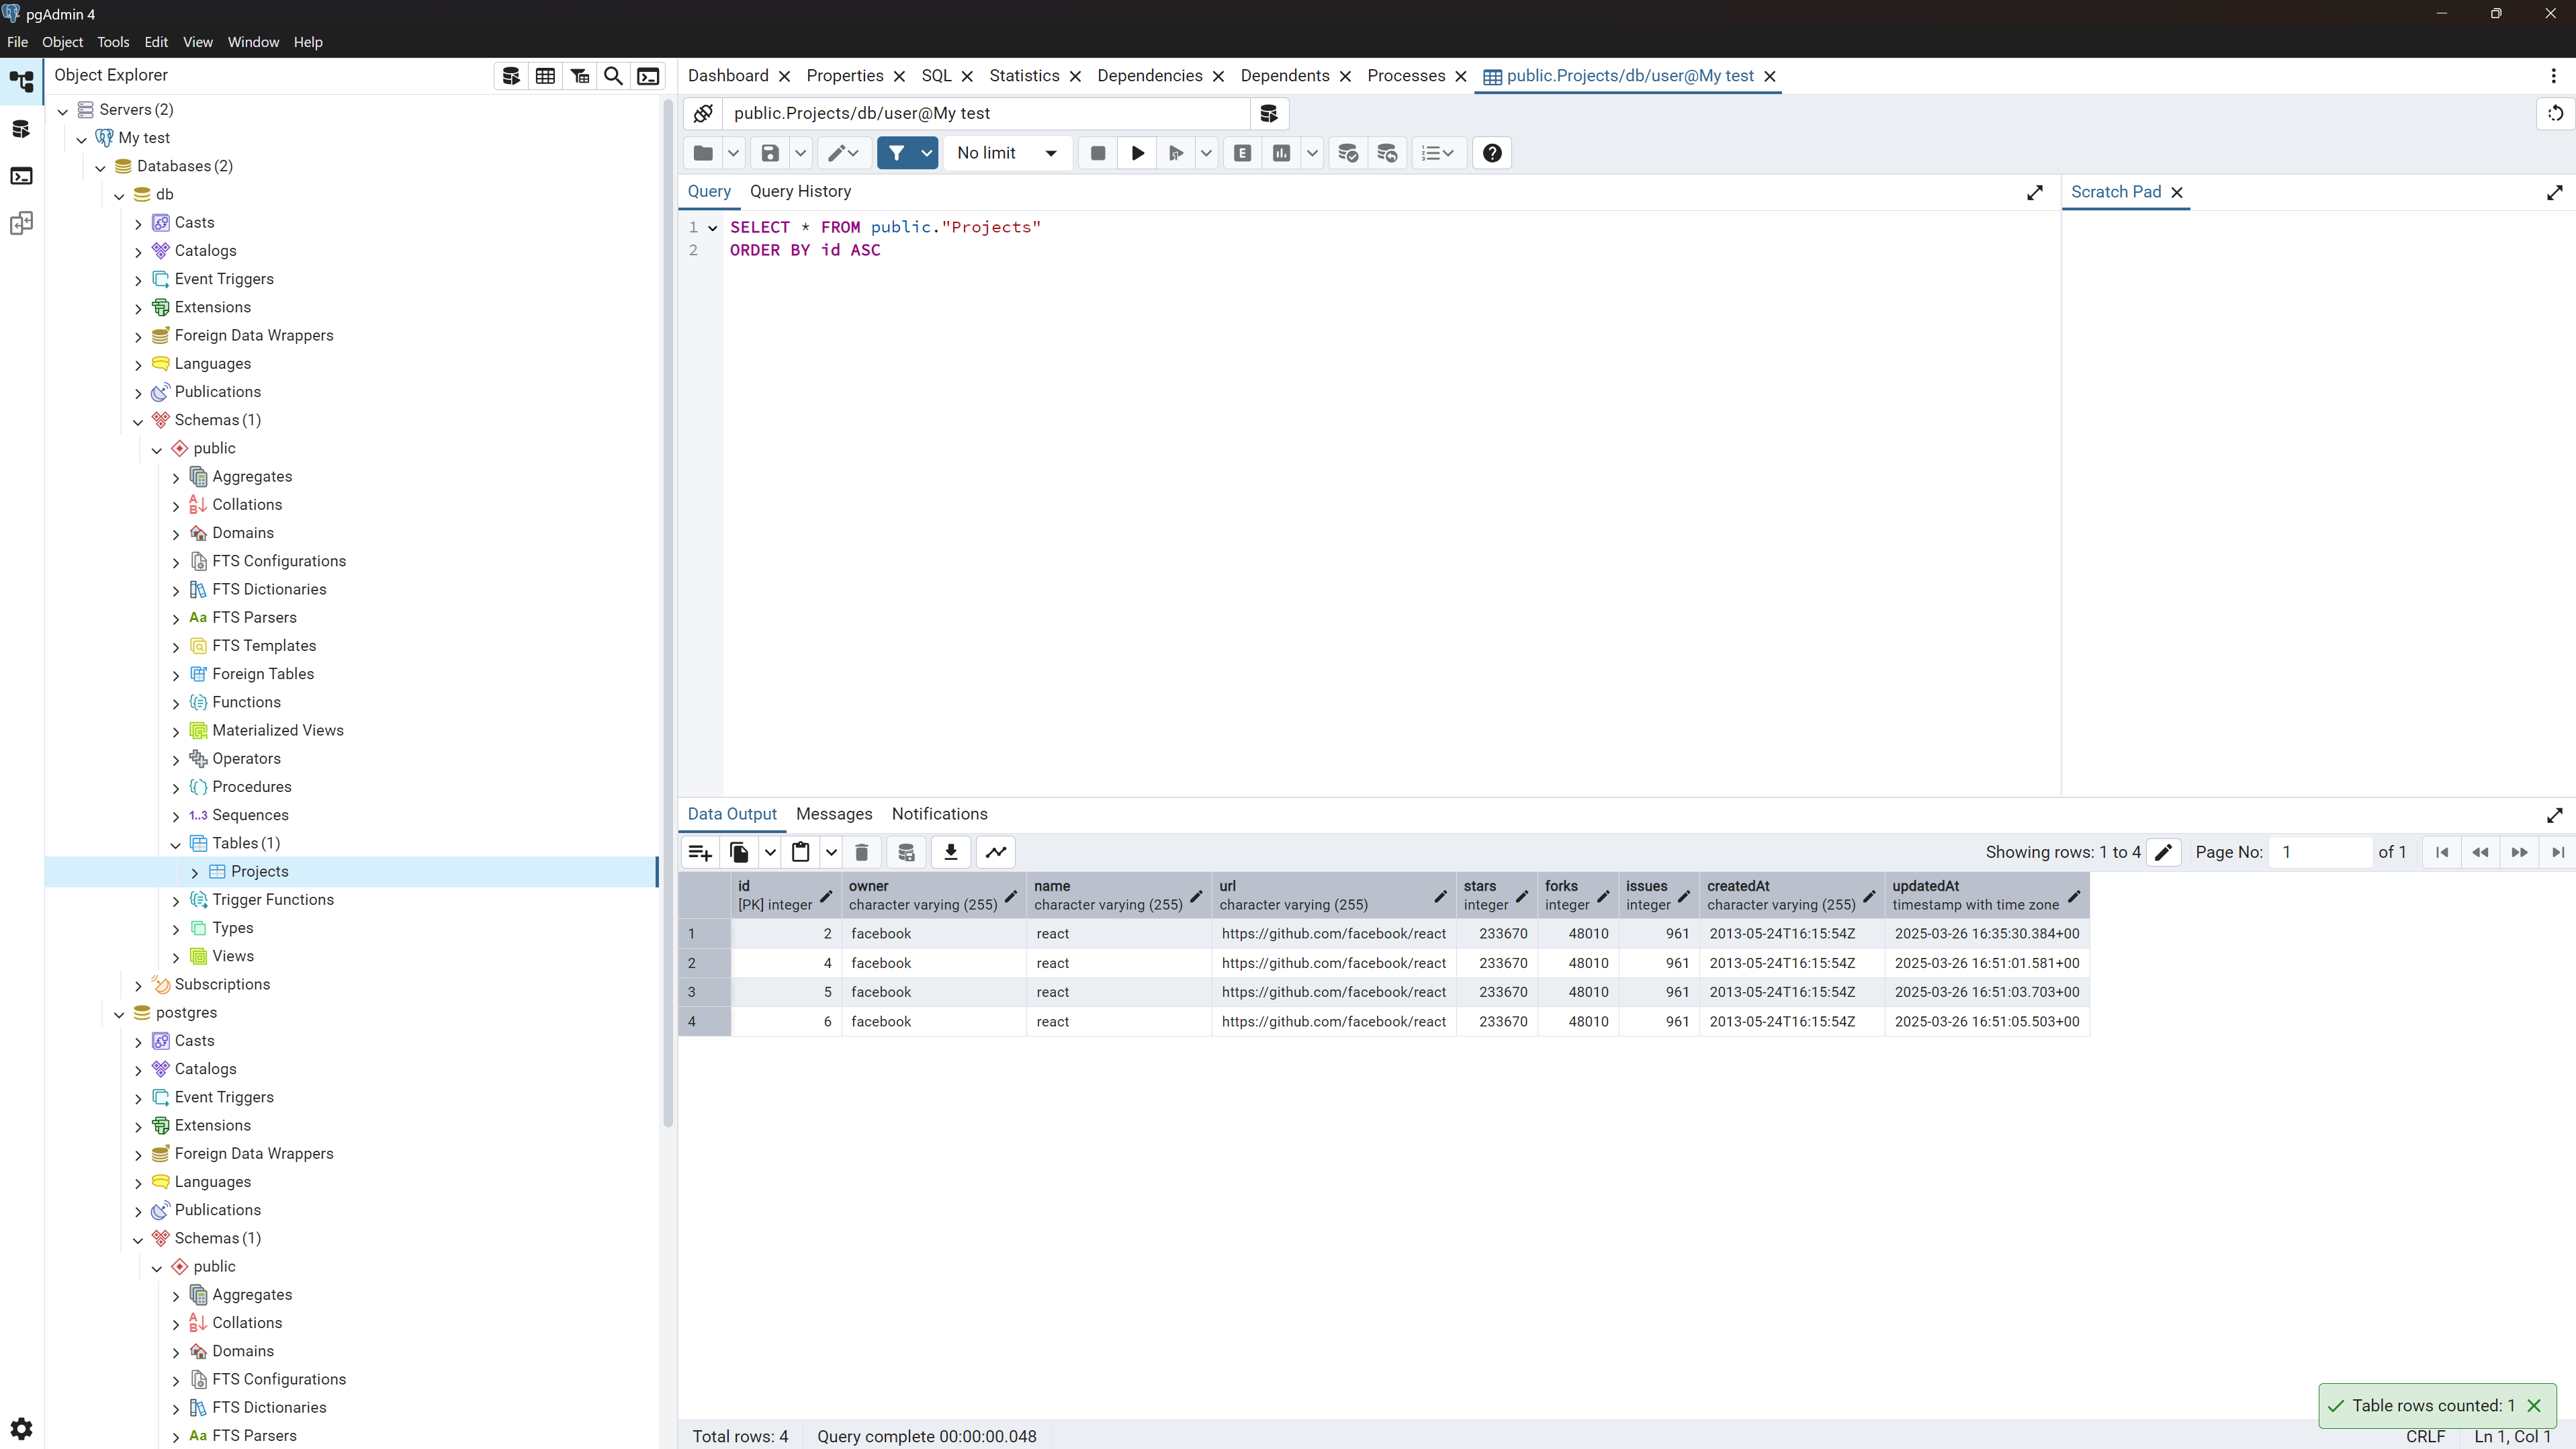 pgAdmin 4
File Object Tools Edit View Window Help
Object Explorer
Dashboard Properties SQL Statistics Dependencies Dependents Processes public.Projects/db/user@My test
Servers (2)
My test
Databases (2)
db
Casts
Catalogs
Event Triggers
Extensions
Foreign Data Wrappers
Languages
Publications
Schemas (1)
public
Aggregates
Collations
Domains
FTS Configurations
FTS Dictionaries
Aa FTS Parsers
FTS Templates
Foreign Tables
Functions
Materialized Views
Operators
Procedures
1..3 Sequences
Tables (1)
Projects
Trigger Functions
Types
Views
Subscriptions
postgres
Casts
Catalogs
Event Triggers
Extensions
Foreign Data Wrappers
Languages
Publications
Schemas (1)
public
Aggregates
Collations
Domains
FTS Configurations
FTS Dictionaries
Aa FTS Parsers
public.Projects/db/user@My test
No limit
E
Query Query History
Scratch Pad
1 SELECT * FROM public."Projects"
2 ORDER BY id ASC
Data Output Messages Notifications
Showing rows: 1 to 4 Page No: 1 of 1
id owner name url stars forks issues createdAt updatedAt
[PK] integer character varying (255) character varying (255) character varying (255) integer integer integer character varying (255) timestamp with time zone
1 2 facebook react https://github.com/facebook/react 233670 48010 961 2013-05-24T16:15:54Z 2025-03-26 16:35:30.384+00
2 4 facebook react https://github.com/facebook/react 233670 48010 961 2013-05-24T16:15:54Z 2025-03-26 16:51:01.581+00
3 5 facebook react https://github.com/facebook/react 233670 48010 961 2013-05-24T16:15:54Z 2025-03-26 16:51:03.703+00
4 6 facebook react https://github.com/facebook/react 233670 48010 961 2013-05-24T16:15:54Z 2025-03-26 16:51:05.503+00
Table rows counted: 1
Total rows: 4 Query complete 00:00:00.048 CRLF Ln 1, Col 1